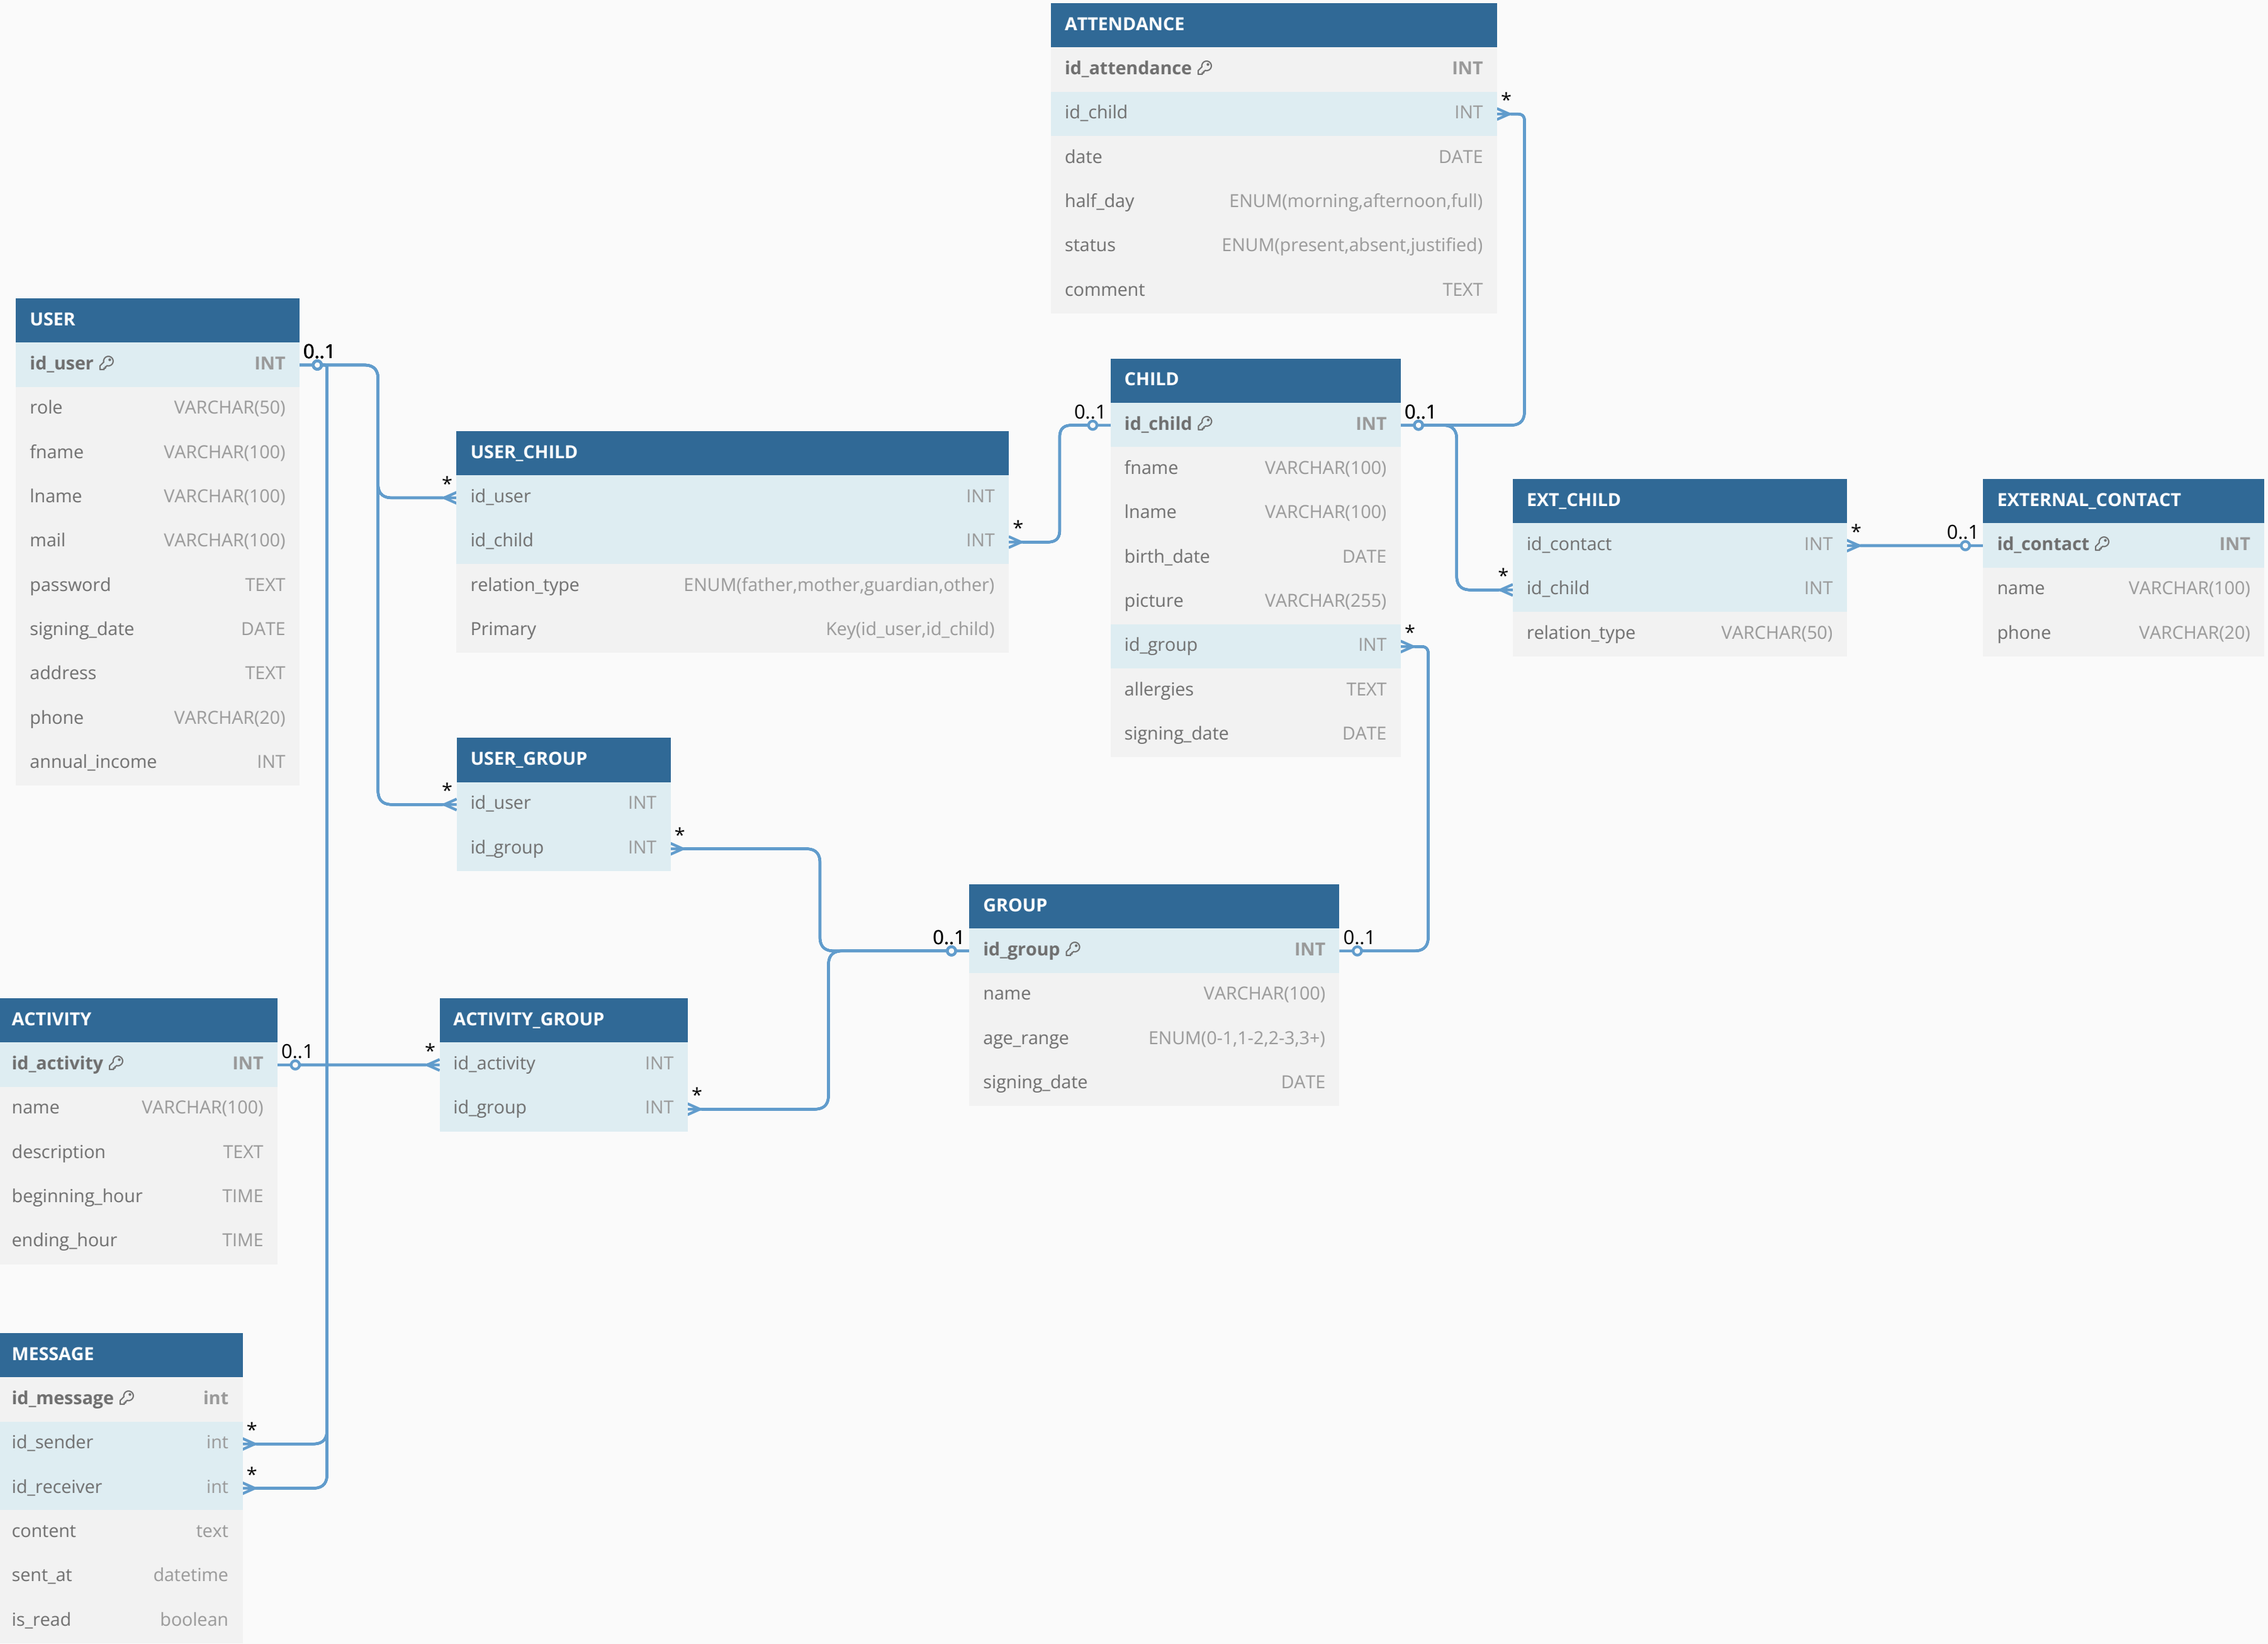 ATTENDANCE
id_attendance INT
* 
id_child INT
date DATE
half_day ENUM(morning,afternoon,full)
status ENUM(present,absent,justified)
comment TEXT
USER
id_user INT
0..1
role VARCHAR(50)
fname VARCHAR(100)
lname VARCHAR(100)
mail VARCHAR(100)
password TEXT
signing_date DATE
address TEXT
phone VARCHAR(20)
annual_income INT
USER_CHILD
*
id_user INT
*
id_child INT
relation_type ENUM(father,mother,guardian,other)
Primary Key(id_user,id_child)
CHILD
0..1
id_child INT
0..1
fname VARCHAR(100)
lname VARCHAR(100)
birth_date DATE
picture VARCHAR(255)
*
id_group INT
allergies TEXT
signing_date DATE
EXT_CHILD
*
id_contact INT
*
id_child INT
relation_type VARCHAR(50)
EXTERNAL_CONTACT
0..1
id_contact INT
name VARCHAR(100)
phone VARCHAR(20)
USER_GROUP
*
id_user INT
*
id_group INT
GROUP
0..1
id_group INT
0..1
name VARCHAR(100)
age_range ENUM(0-1,1-2,2-3,3+)
signing_date DATE
ACTIVITY
id_activity INT
0..1
name VARCHAR(100)
description TEXT
beginning_hour TIME
ending_hour TIME
ACTIVITY_GROUP
*
id_activity INT
*
id_group INT
MESSAGE
id_message int
*
id_sender int
*
id_receiver int
content text
sent_at datetime
is_read boolean